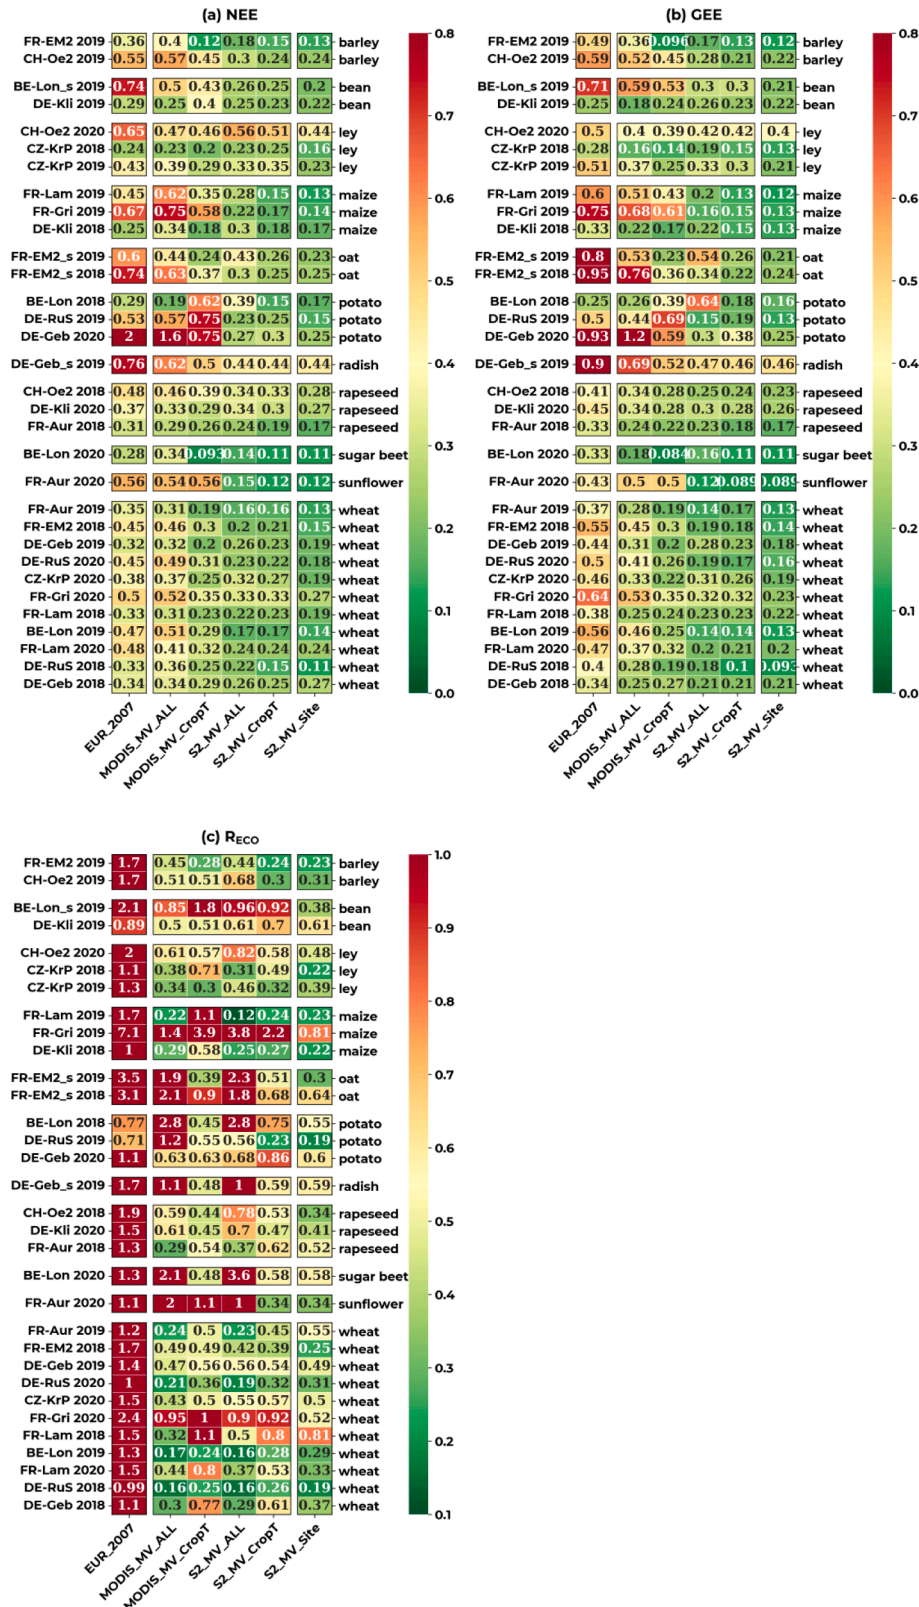 (a) NEE
FR-EM2 2019 0.36 0.4 0.12 0.18 0.15 0.13 barley
CH-Oe2 2019 0.55 0.57 0.45 0.3 0.24 0.24 barley
BE-Lon_s 2019 0.74 0.5 0.43 0.26 0.25 0.2 bean
DE-Kli 2019 0.29 0.25 0.4 0.25 0.23 0.22 bean
CH-Oe2 2020 0.65 0.47 0.46 0.56 0.51 0.44 ley
CZ-KrP 2018 0.24 0.23 0.2 0.23 0.25 0.16 ley
CZ-KrP 2019 0.43 0.39 0.29 0.33 0.35 0.23 ley
FR-Lam 2019 0.45 0.62 0.35 0.28 0.15 0.13 maize
FR-Gri 2019 0.67 0.75 0.58 0.22 0.17 0.14 maize
DE-Kli 2018 0.25 0.34 0.18 0.3 0.18 0.17 maize
FR-EM2_s 2019 0.6 0.44 0.24 0.43 0.26 0.23 oat
FR-EM2_s 2018 0.74 0.63 0.37 0.3 0.25 0.25 oat
BE-Lon 2018 0.29 0.19 0.62 0.39 0.15 0.17 potato
DE-RuS 2019 0.53 0.57 0.75 0.23 0.25 0.15 potato
DE-Geb 2020 2 1.6 0.75 0.27 0.3 0.25 potato
DE-Geb_s 2019 0.76 0.62 0.5 0.44 0.44 0.44 radish
CH-Oe2 2018 0.48 0.46 0.39 0.34 0.33 0.28 rapeseed
DE-Kli 2020 0.37 0.33 0.29 0.34 0.3 0.27 rapeseed
FR-Aur 2018 0.31 0.29 0.26 0.24 0.19 0.17 rapeseed
BE-Lon 2020 0.28 0.34 0.093 0.14 0.11 0.11 sugar beet
FR-Aur 2020 0.56 0.54 0.56 0.15 0.12 0.12 sunflower
FR-Aur 2019 0.35 0.31 0.19 0.16 0.16 0.13 wheat
FR-EM2 2018 0.45 0.46 0.3 0.2 0.21 0.15 wheat
DE-Geb 2019 0.32 0.32 0.2 0.26 0.23 0.19 wheat
DE-RuS 2020 0.45 0.49 0.31 0.23 0.22 0.18 wheat
CZ-KrP 2020 0.38 0.37 0.25 0.32 0.27 0.19 wheat
FR-Gri 2020 0.5 0.52 0.35 0.33 0.33 0.27 wheat
FR-Lam 2018 0.33 0.31 0.23 0.22 0.23 0.19 wheat
BE-Lon 2019 0.47 0.51 0.29 0.17 0.17 0.14 wheat
FR-Lam 2020 0.48 0.41 0.32 0.24 0.24 0.24 wheat
DE-RuS 2018 0.33 0.36 0.25 0.22 0.15 0.11 wheat
DE-Geb 2018 0.34 0.34 0.29 0.26 0.25 0.27 wheat
EUR_2007 MODIS_MV_ALL MODIS_MV_CropT S2_MV_ALL S2_MV_CropT S2_MV_Site
0.8
0.7
0.6
0.5
0.4
0.3
0.2
0.1
0.0
(b) GEE
FR-EM2 2019 0.49 0.36 0.096 0.17 0.13 0.12 barley
CH-Oe2 2019 0.59 0.52 0.45 0.28 0.21 0.22 barley
BE-Lon_s 2019 0.71 0.59 0.53 0.3 0.3 0.21 bean
DE-Kli 2019 0.25 0.18 0.24 0.26 0.23 0.22 bean
CH-Oe2 2020 0.5 0.4 0.39 0.42 0.42 0.4 ley
CZ-KrP 2018 0.28 0.16 0.14 0.19 0.15 0.13 ley
CZ-KrP 2019 0.51 0.37 0.25 0.33 0.3 0.21 ley
FR-Lam 2019 0.6 0.51 0.43 0.2 0.13 0.12 maize
FR-Gri 2019 0.75 0.68 0.61 0.16 0.15 0.13 maize
DE-Kli 2018 0.33 0.22 0.17 0.22 0.15 0.13 maize
FR-EM2_s 2019 0.8 0.53 0.23 0.54 0.26 0.21 oat
FR-EM2_s 2018 0.95 0.76 0.36 0.34 0.22 0.24 oat
BE-Lon 2018 0.25 0.26 0.39 0.64 0.18 0.16 potato
DE-RuS 2019 0.5 0.44 0.69 0.15 0.19 0.13 potato
DE-Geb 2020 0.93 1.2 0.59 0.3 0.38 0.25 potato
DE-Geb_s 2019 0.9 0.69 0.52 0.47 0.46 0.46 radish
CH-Oe2 2018 0.41 0.34 0.28 0.25 0.24 0.23 rapeseed
DE-Kli 2020 0.45 0.34 0.28 0.3 0.28 0.26 rapeseed
FR-Aur 2018 0.33 0.24 0.22 0.23 0.18 0.17 rapeseed
BE-Lon 2020 0.33 0.18 0.084 0.16 0.11 0.11 sugar beet
FR-Aur 2020 0.43 0.5 0.5 0.12 0.089 0.089 sunflower
FR-Aur 2019 0.37 0.28 0.19 0.14 0.17 0.13 wheat
FR-EM2 2018 0.55 0.45 0.3 0.19 0.18 0.14 wheat
DE-Geb 2019 0.44 0.31 0.2 0.28 0.23 0.18 wheat
DE-RuS 2020 0.5 0.41 0.26 0.19 0.17 0.16 wheat
CZ-KrP 2020 0.46 0.33 0.22 0.31 0.26 0.19 wheat
FR-Gri 2020 0.64 0.53 0.35 0.32 0.32 0.23 wheat
FR-Lam 2018 0.38 0.25 0.24 0.23 0.23 0.22 wheat
BE-Lon 2019 0.56 0.46 0.25 0.14 0.14 0.13 wheat
FR-Lam 2020 0.47 0.37 0.32 0.2 0.21 0.2 wheat
DE-RuS 2018 0.4 0.28 0.19 0.18 0.1 0.093 wheat
DE-Geb 2018 0.34 0.25 0.27 0.21 0.21 0.21 wheat
EUR_2007 MODIS_MV_ALL MODIS_MV_CropT S2_MV_ALL S2_MV_CropT S2_MV_Site
0.8
0.7
0.6
0.5
0.4
0.3
0.2
0.1
0.0
(c) RECO
FR-EM2 2019 1.7 0.45 0.28 0.44 0.24 0.23 barley
CH-Oe2 2019 1.7 0.51 0.51 0.68 0.3 0.31 barley
BE-Lon_s 2019 2.1 0.85 1.8 0.96 0.92 0.38 bean
DE-Kli 2019 0.89 0.5 0.51 0.61 0.7 0.61 bean
CH-Oe2 2020 2 0.61 0.57 0.82 0.58 0.48 ley
CZ-KrP 2018 1.1 0.38 0.71 0.31 0.49 0.22 ley
CZ-KrP 2019 1.3 0.34 0.3 0.46 0.32 0.39 ley
FR-Lam 2019 1.7 0.22 1.1 0.12 0.24 0.23 maize
FR-Gri 2019 7.1 1.4 3.9 3.8 2.2 0.81 maize
DE-Kli 2018 1 0.29 0.58 0.25 0.27 0.22 maize
FR-EM2_s 2019 3.5 1.9 0.39 2.3 0.51 0.3 oat
FR-EM2_s 2018 3.1 2.1 0.9 1.8 0.68 0.64 oat
BE-Lon 2018 0.77 2.8 0.45 2.8 0.75 0.55 potato
DE-RuS 2019 0.71 1.2 0.55 0.56 0.23 0.19 potato
DE-Geb 2020 1.1 0.63 0.63 0.68 0.86 0.6 potato
DE-Geb_s 2019 1.7 1.1 0.48 1 0.59 0.59 radish
CH-Oe2 2018 1.9 0.59 0.44 0.78 0.53 0.34 rapeseed
DE-Kli 2020 1.5 0.61 0.45 0.7 0.47 0.41 rapeseed
FR-Aur 2018 1.3 0.29 0.54 0.37 0.62 0.52 rapeseed
BE-Lon 2020 1.3 2.1 0.48 3.6 0.58 0.58 sugar beet
FR-Aur 2020 1.1 2 1.1 1 0.34 0.34 sunflower
FR-Aur 2019 1.2 0.24 0.5 0.23 0.45 0.55 wheat
FR-EM2 2018 1.7 0.49 0.49 0.42 0.39 0.25 wheat
DE-Geb 2019 1.4 0.47 0.56 0.56 0.54 0.49 wheat
DE-RuS 2020 1 0.21 0.36 0.19 0.32 0.31 wheat
CZ-KrP 2020 1.5 0.43 0.5 0.55 0.57 0.5 wheat
FR-Gri 2020 2.4 0.95 1 0.9 0.92 0.52 wheat
FR-Lam 2018 1.5 0.32 1.1 0.5 0.8 0.81 wheat
BE-Lon 2019 1.3 0.17 0.24 0.16 0.28 0.29 wheat
FR-Lam 2020 1.5 0.44 0.8 0.37 0.53 0.33 wheat
DE-RuS 2018 0.99 0.16 0.25 0.16 0.26 0.19 wheat
DE-Geb 2018 1.1 0.3 0.77 0.29 0.61 0.37 wheat
EUR_2007 MODIS_MV_ALL MODIS_MV_CropT S2_MV_ALL S2_MV_CropT S2_MV_Site
1.0
0.9
0.8
0.7
0.6
0.5
0.4
0.3
0.2
0.1